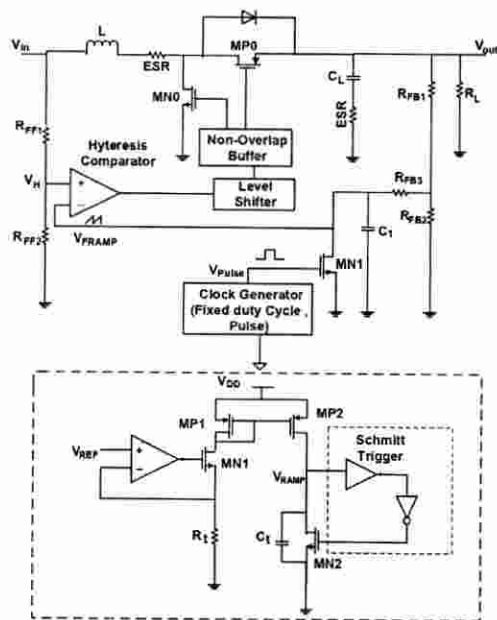 L
Vin
ESR
MP0
Vout
CL
ESR
RFB1
RL
MN0
RFF1
Hyteresis
Comparator
Non-Overlap
Buffer
VH
+
−
Level
Shifter
RFB3
RFF2
VFRAMP
C1
RFB2
VPulse
MN1
Clock Generator
(Fixed duty Cycle ,
Pulse)
VDD
MP1
MP2
Schmitt
Trigger
VREF
+
−
MN1
VRAMP
Rt
Ct
MN2